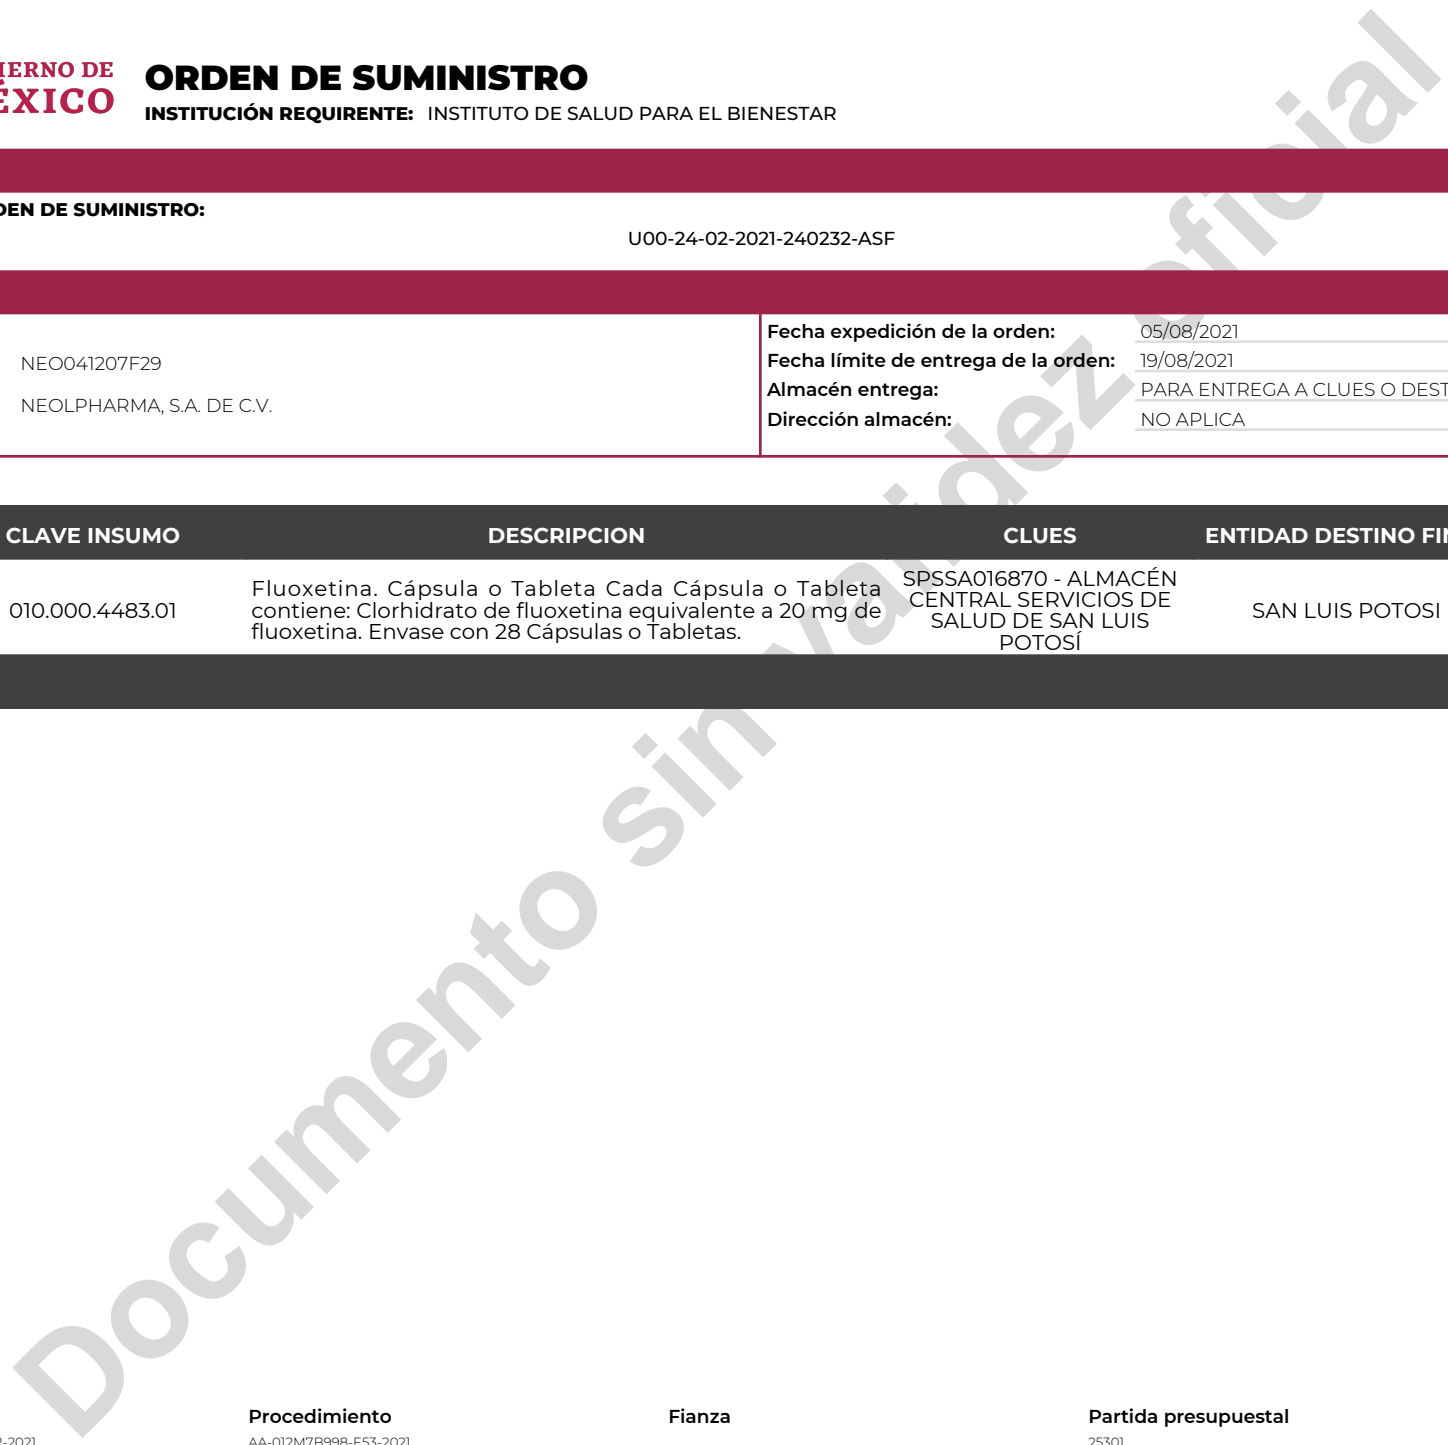 IERNO DE
ÉXICO
ORDEN DE SUMINISTRO
INSTITUCIÓN REQUIRENTE: INSTITUTO DE SALUD PARA EL BIENESTAR
DEN DE SUMINISTRO:
U00-24-02-2021-240232-ASF
NEO041207F29
NEOLPHARMA, S.A. DE C.V.
Fecha expedición de la orden: 05/08/2021
Fecha límite de entrega de la orden: 19/08/2021
Almacén entrega: PARA ENTREGA A CLUES O DEST
Dirección almacén: NO APLICA
CLAVE INSUMO DESCRIPCION CLUES ENTIDAD DESTINO FIN
010.000.4483.01
Fluoxetina. Cápsula o Tableta Cada Cápsula o Tableta
contiene: Clorhidrato de fluoxetina equivalente a 20 mg de
fluoxetina. Envase con 28 Cápsulas o Tabletas.
SPSSA016870 - ALMACÉN
CENTRAL SERVICIOS DE
SALUD DE SAN LUIS
POTOSÍ
SAN LUIS POTOSI
Documento sin validez oficial
Procedimiento Fianza Partida presupuestal
2-2021 AA-012M7B998-E53-2021 25301